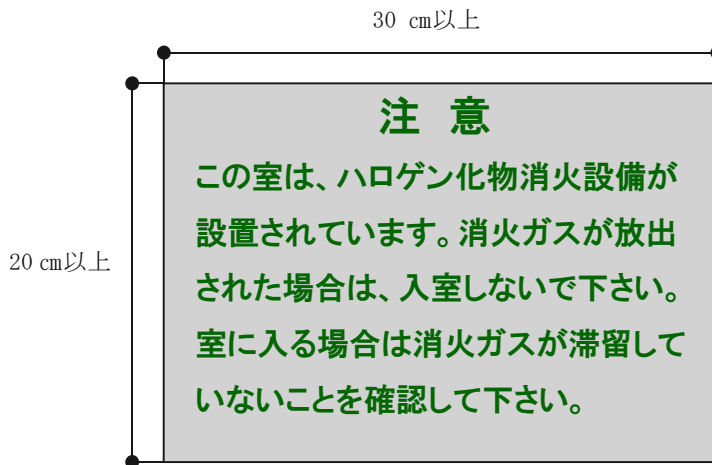 30 cm以上
20 cm以上
注 意
この室は、ハロゲン化物消火設備が
設置されています。消火ガスが放出
された場合は、入室しないで下さい。
室に入る場合は消火ガスが滞留して
いないことを確認して下さい。